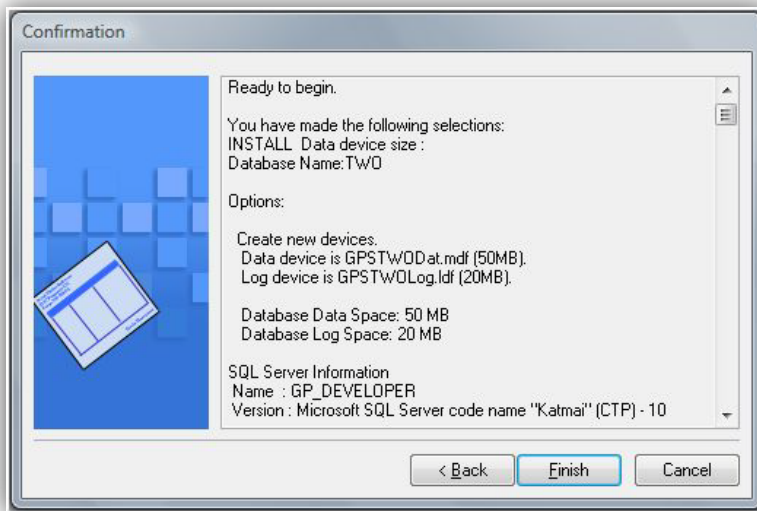 Confirmation
Ready to begin.
You have made the following selections:
INSTALL Data device size :
Database Name:TWO
Options:
Create new devices.
Data device is GPSTWODat.mdf (50MB).
Log device is GPSTWOLog.ldf (20MB).
Database Data Space: 50 MB
Database Log Space: 20 MB
SQL Server Information
Name : GP_DEVELOPER
Version : Microsoft SQL Server code name "Katmai" (CTP) - 10
< Back
Finish
Cancel